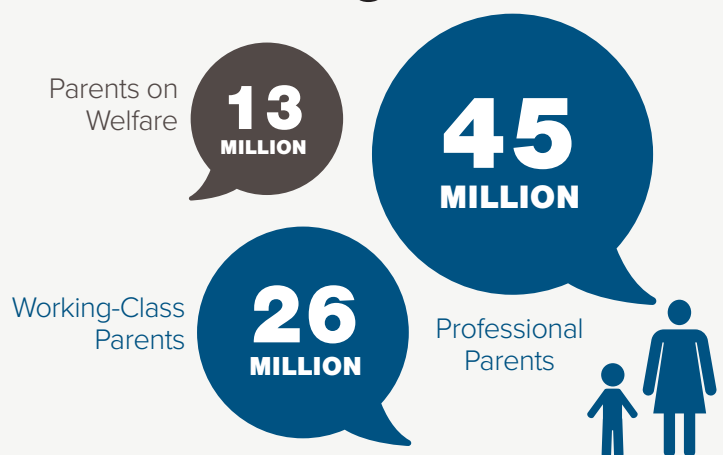 Parents on
Welfare
13
MILLION
45
MILLION
Working-Class
Parents
26
MILLION
Professional
Parents